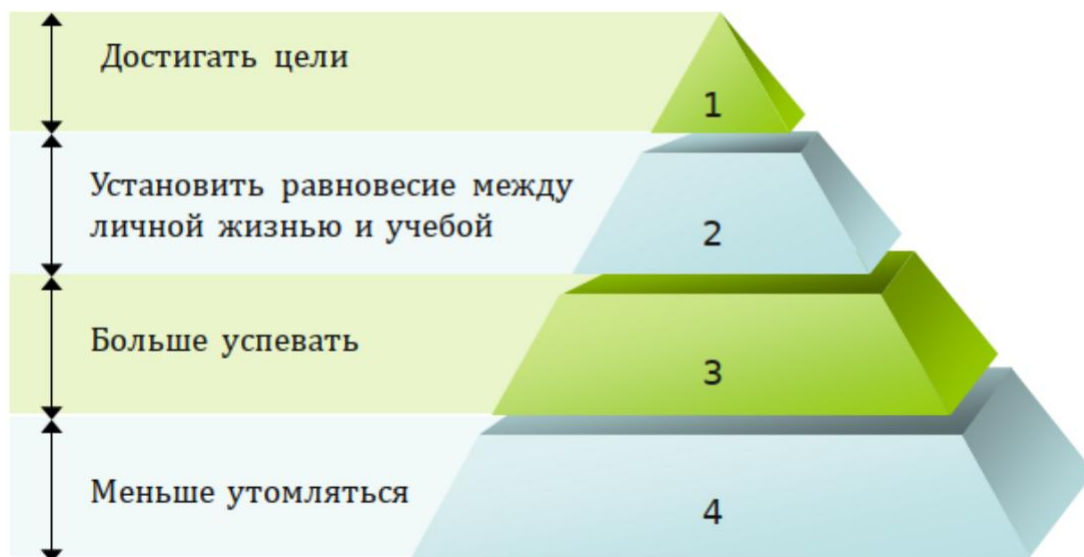 Достигать цели
1
Установить равновесие между
личной жизнью и учебой
2
Больше успевать
3
Меньше утомляться
4